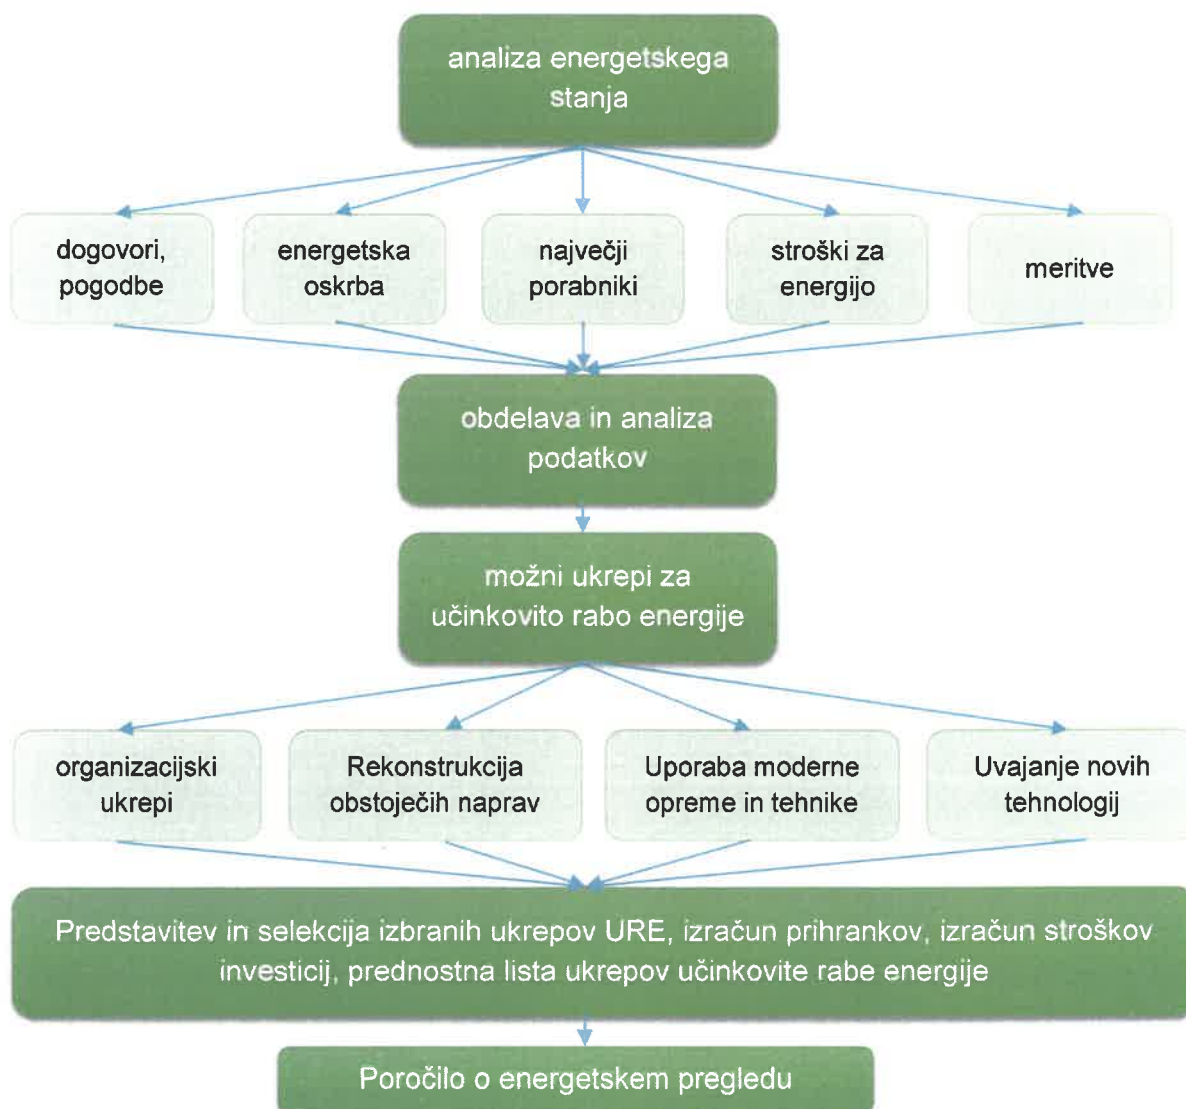 analiza energetskega
stanja
dogovori,
pogodbe
energetska
oskrba
največji
porabniki
stroški za
energijo
meritve
obdelava in analiza
podatkov
možni ukrepi za
učinkovito rabo energije
organizacijski
ukrepi
Rekonstrukcija
obstoječih naprav
Uporaba moderne
opreme in tehnike
Uvajanje novih
tehnologij
Predstavitev in selekcija izbranih ukrepov URE, izračun prihrankov, izračun stroškov
investicij, prednostna lista ukrepov učinkovite rabe energije
Poročilo o energetskem pregledu